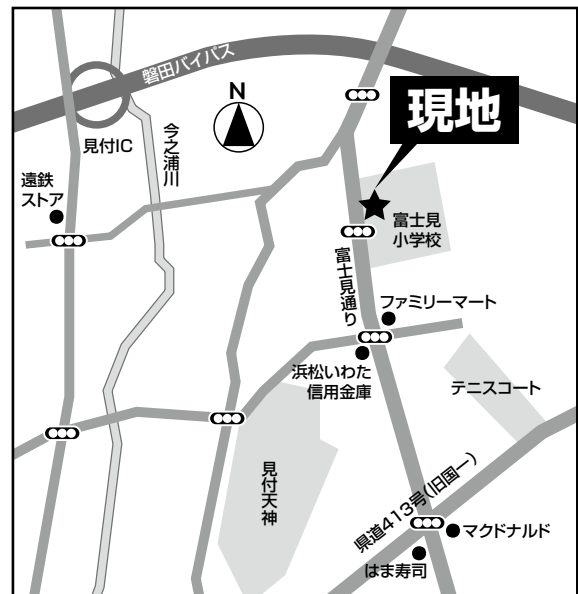 磐田バイパス
N
現地
見付IC
今之浦川
遠鉄
ストア
富士見
小学校
富士見通り
ファミリーマート
浜松いわた
信用金庫
テニスコート
見付天神
県道413号(旧国一)
マクドナルド
はま寿司